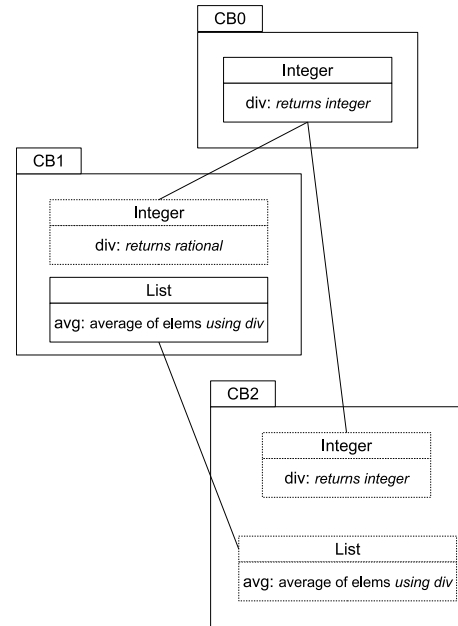 CB0
Integer
div: returns integer
CB1
Integer
div: returns rational
List
avg: average of elems using div
CB2
Integer
div: returns integer
List
avg: average of elems using div